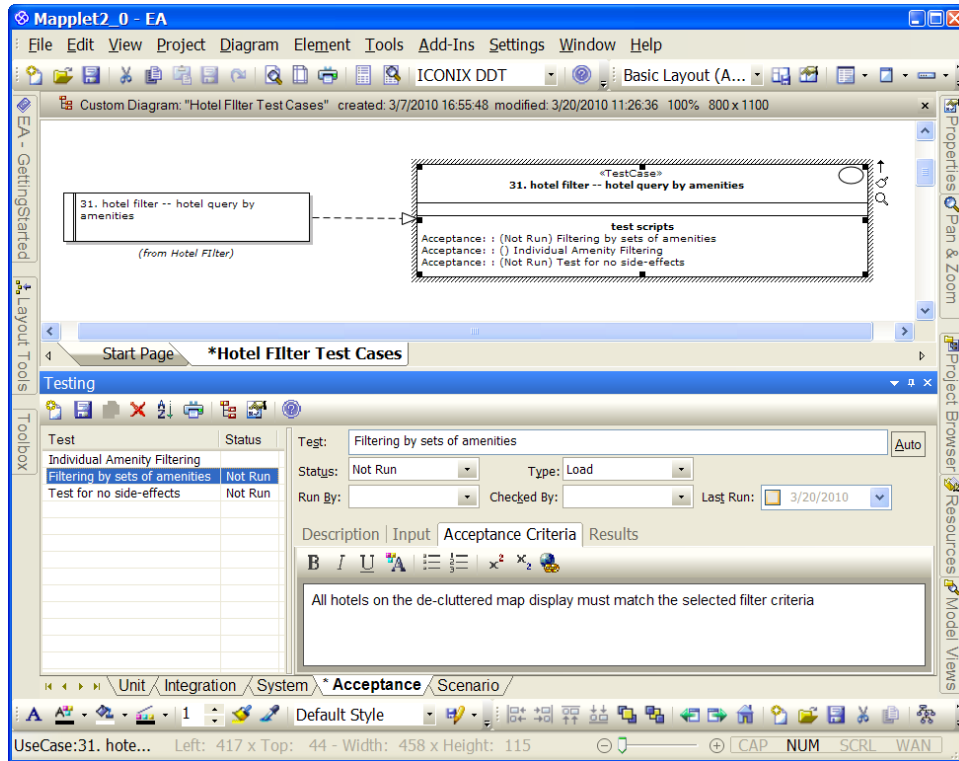 Mapplet2_0 - EA
File Edit View Project Diagram Element Tools Add-Ins Settings Window Help
ICONIX DDT Basic Layout (A...
Custom Diagram: "Hotel FIlter Test Cases" created: 3/7/2010 16:55:48 modified: 3/20/2010 11:26:36 100% 800 x 1100
EA - GettingStarted
Layout Tools
Toolbox
Properties
Pan & Zoom
Project Browser
Resources
Model Views
31. hotel filter -- hotel query by
amenities
(from Hotel FIlter)
«TestCase»
31. hotel filter -- hotel query by amenities
test scripts
Acceptance: : (Not Run) Filtering by sets of amenities
Acceptance: : () Individual Amenity Filtering
Acceptance: : (Not Run) Test for no side-effects
Start Page *Hotel FIlter Test Cases
Testing
Test Status
Individual Amenity Filtering
Filtering by sets of amenities Not Run
Test for no side-effects Not Run
Test: Filtering by sets of amenities Auto
Status: Not Run Type: Load
Run By: Checked By: Last Run: 3/20/2010
Description Input Acceptance Criteria Results
B I U A x² x₂
All hotels on the de-cluttered map display must match the selected filter criteria
Unit Integration System * Acceptance Scenario
A 1 Default Style
UseCase:31. hote... Left: 417 x Top: 44 - Width: 458 x Height: 115 CAP NUM SCRL WAN